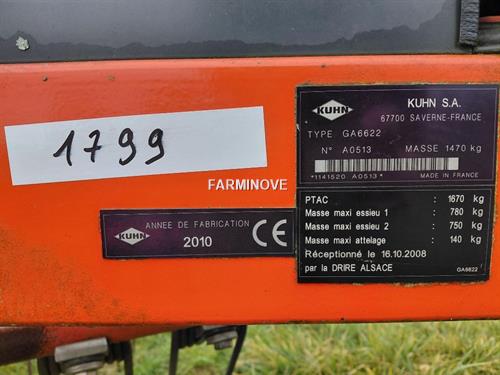 1799
FARMINOVE
KUHN
ANNEE DE FABRICATION
2010
CE
KUHN
KUHN S.A.
67700 SAVERNE-FRANCE
TYPE GA6622
N° A0513 MASSE 1470 kg
*1141520 A0513* MADE IN FRANCE
PTAC : 1670 kg
Masse maxi essieu 1 : 780 kg
Masse maxi essieu 2 : 750 kg
Masse maxi attelage : 140 kg
Réceptionné le 16.10.2008
par la DRIRE ALSACE GA6622